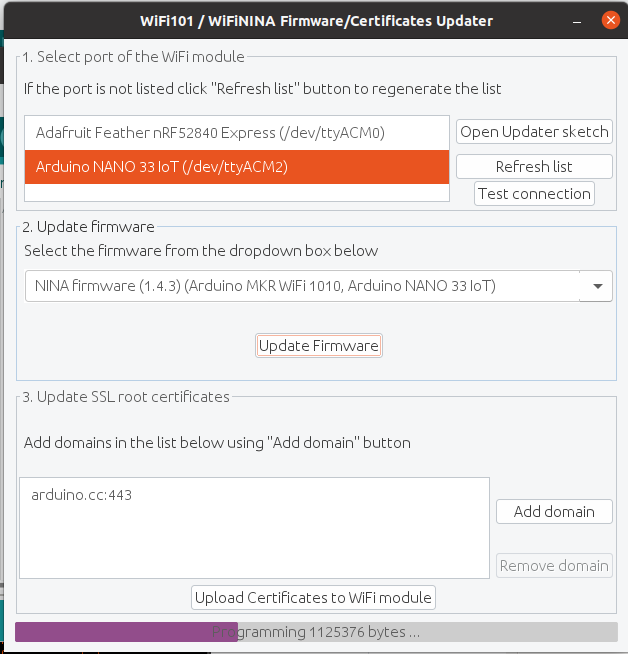 WiFi101 / WiFiNINA Firmware/Certificates Updater
1. Select port of the WiFi module
If the port is not listed click "Refresh list" button to regenerate the list
Adafruit Feather nRF52840 Express (/dev/ttyACM0)
Open Updater sketch
Arduino NANO 33 IoT (/dev/ttyACM2)
Refresh list
Test connection
2. Update firmware
Select the firmware from the dropdown box below
NINA firmware (1.4.3) (Arduino MKR WiFi 1010, Arduino NANO 33 IoT)
Update Firmware
3. Update SSL root certificates
Add domains in the list below using "Add domain" button
arduino.cc:443
Add domain
Remove domain
Upload Certificates to WiFi module
Programming 1125376 bytes ...